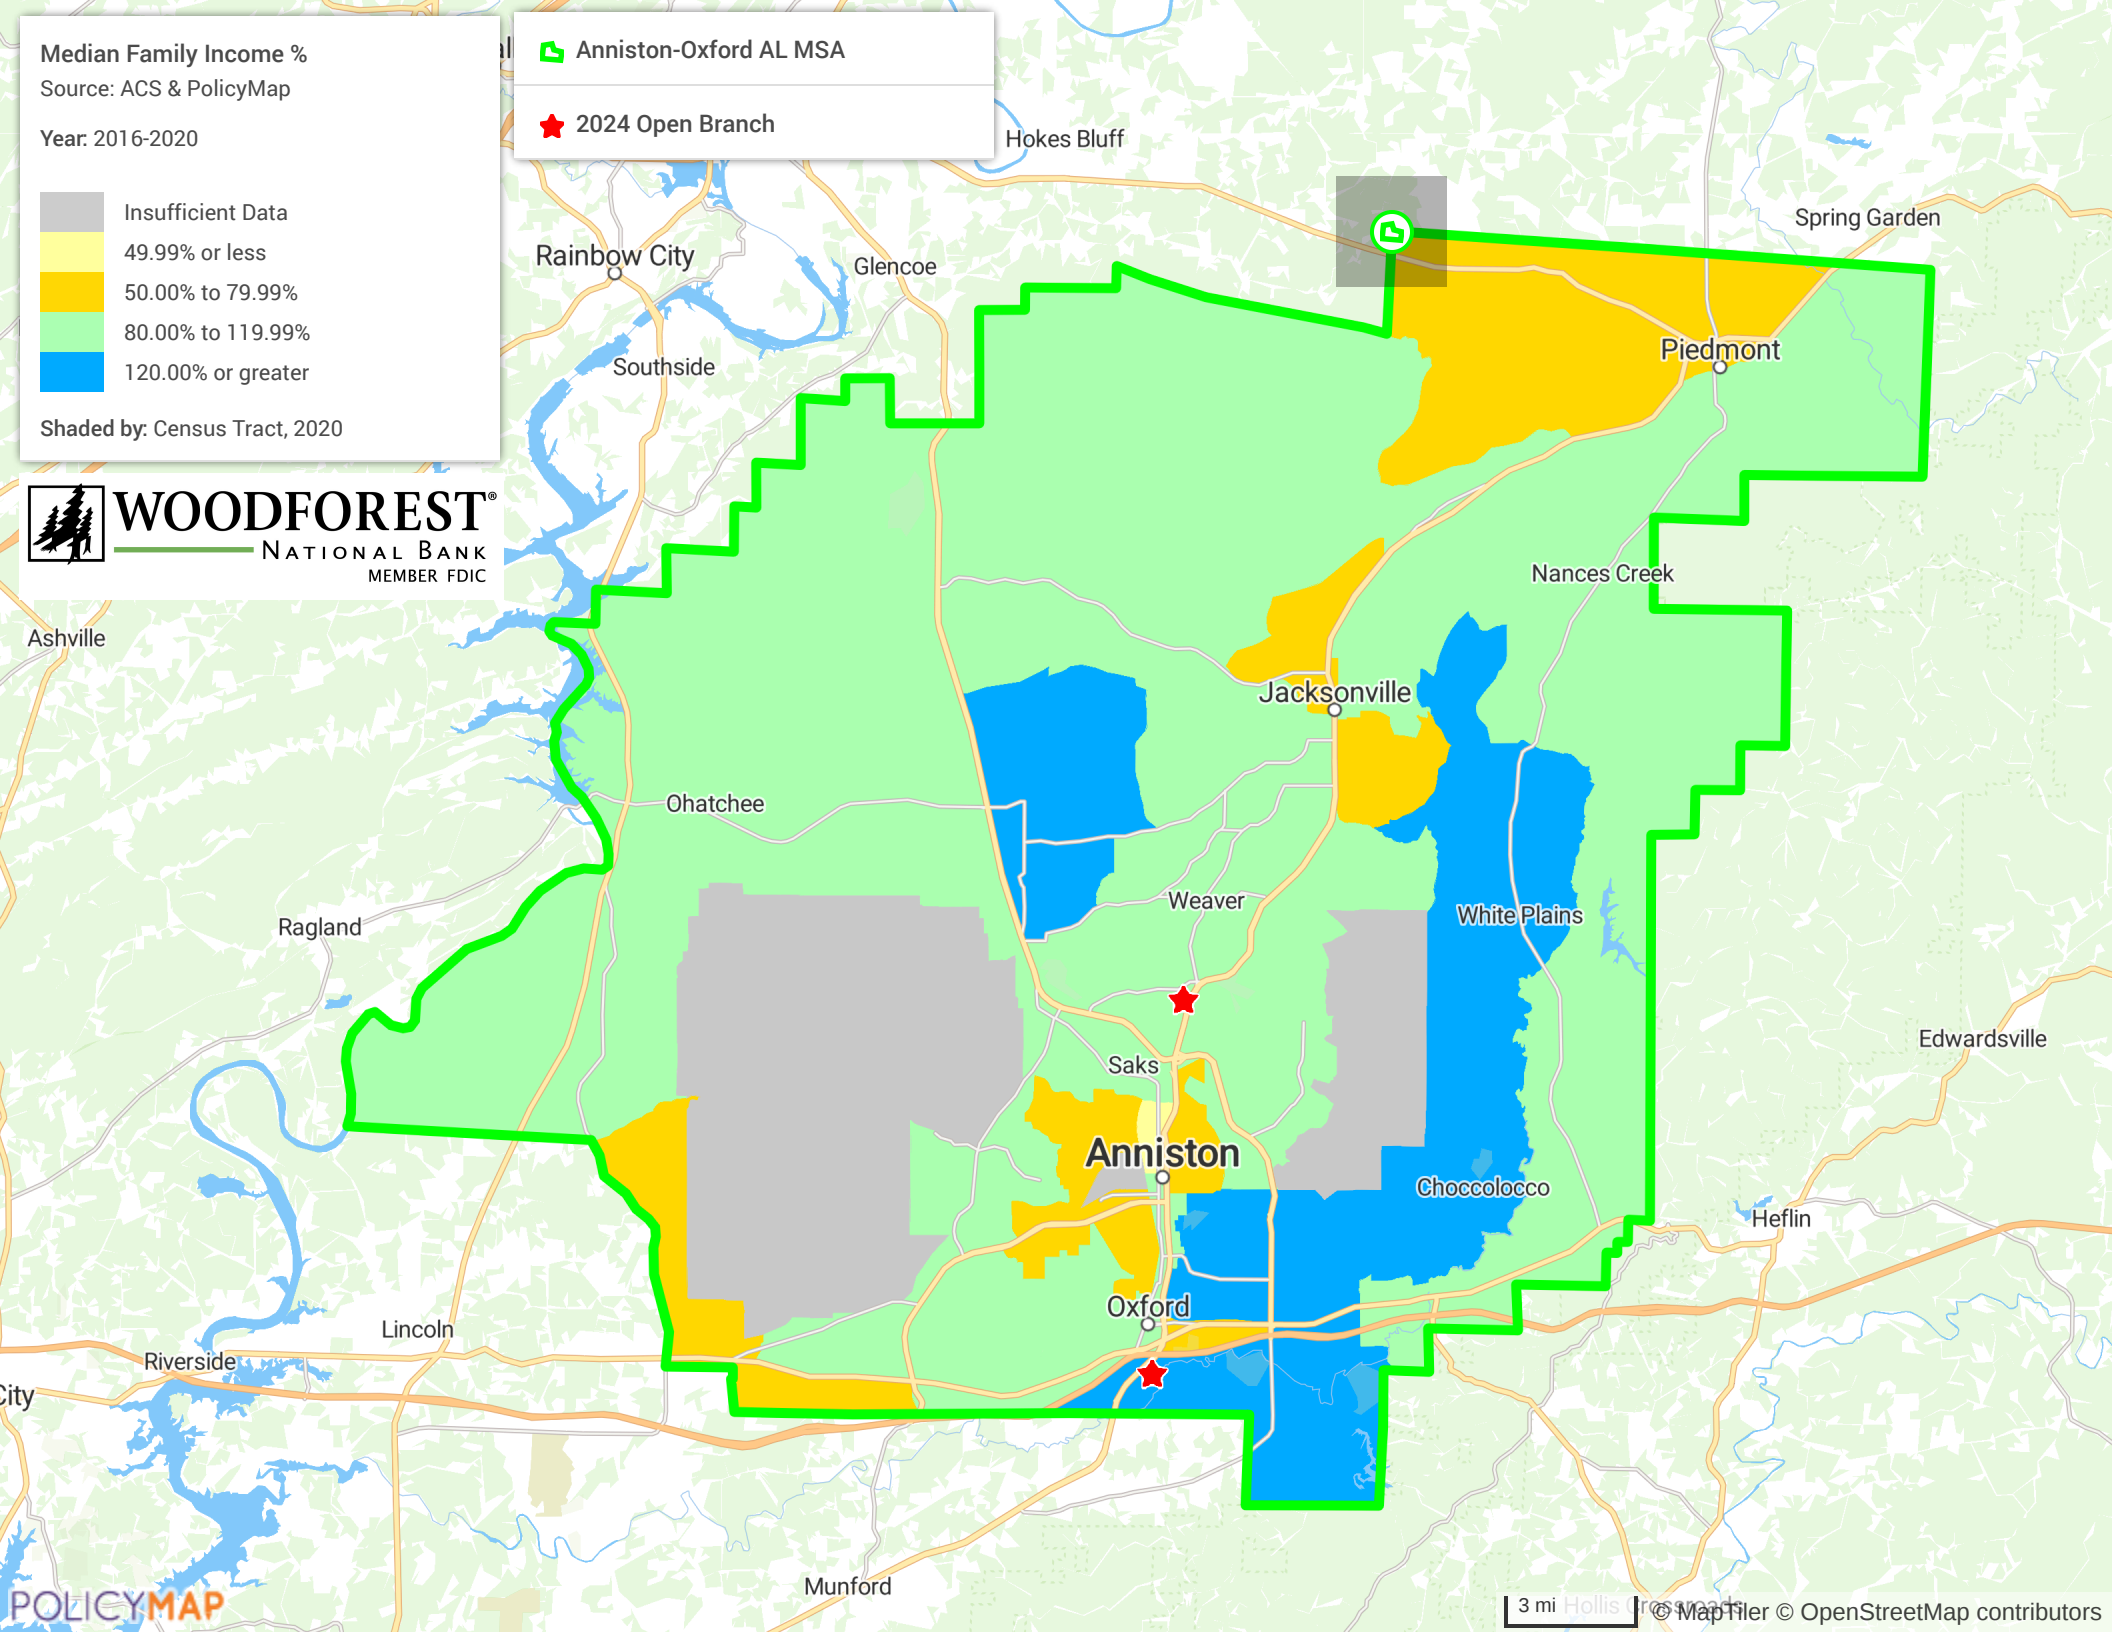 Median Family Income %
Source: ACS & PolicyMap
Year: 2016-2020
Insufficient Data
49.99% or less
50.00% to 79.99%
80.00% to 119.99%
120.00% or greater
Shaded by: Census Tract, 2020
Anniston-Oxford AL MSA
2024 Open Branch
WOODFOREST®
NATIONAL BANK
MEMBER FDIC
Hokes Bluff
Spring Garden
Rainbow City
Glencoe
Piedmont
Southside
Nances Creek
Ashville
Jacksonville
Ohatchee
Weaver
White Plains
Ragland
Edwardsville
Saks
Anniston
Choccolocco
Heflin
Oxford
Lincoln
Riverside
City
Munford
POLICYMAP
3 mi
Hollis Crossroads
© MapTiler © OpenStreetMap contributors